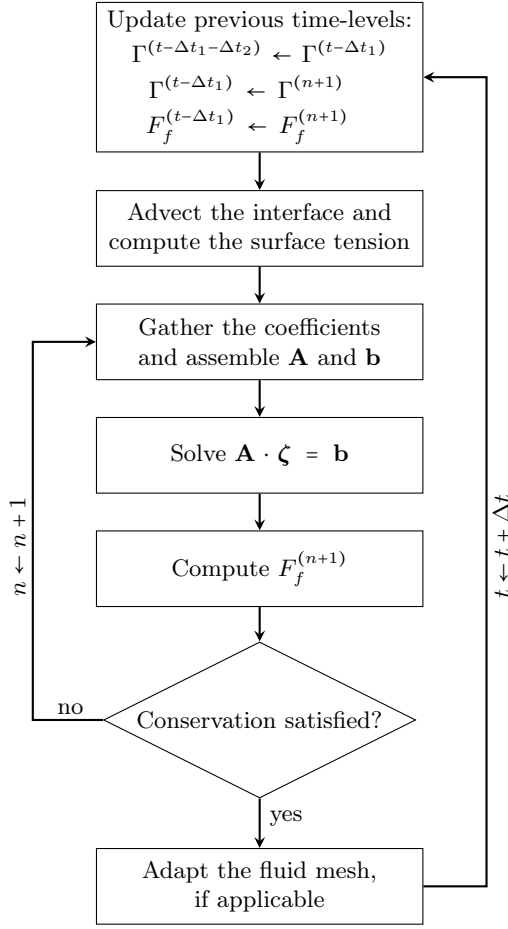 Update previous time-levels:
Γ^(t−Δt₁−Δt₂) ← Γ^(t−Δt₁)
Γ^(t−Δt₁) ← Γ^(n+1)
F_f^(t−Δt₁) ← F_f^(n+1)
Advect the interface and
compute the surface tension
Gather the coefficients
and assemble A and b
Solve A · ζ = b
Compute F_f^(n+1)
Conservation satisfied?
no
n ← n + 1
yes
Adapt the fluid mesh,
if applicable
t ← t + Δt